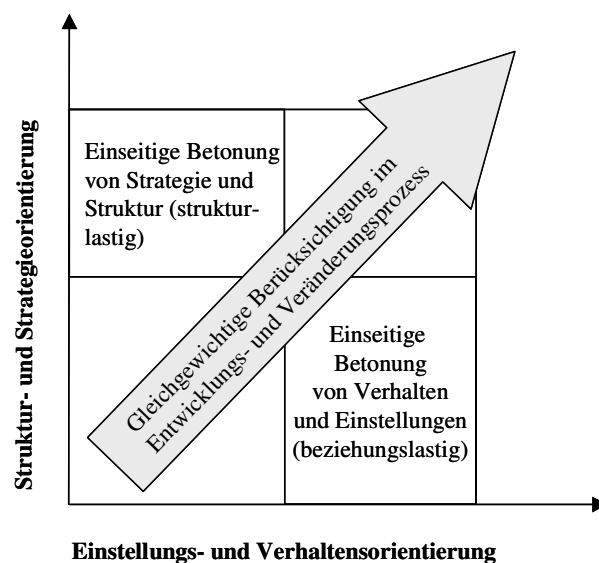 Struktur- und Strategieorientierung
Einseitige Betonung
von Strategie und
Struktur (struktur-
lastig)
Gleichgewichtige Berücksichtigung im
Entwicklungs- und Veränderungsprozess
Einseitige
Betonung
von Verhalten
und Einstellungen
(beziehungslastig)
Einstellungs- und Verhaltensorientierung